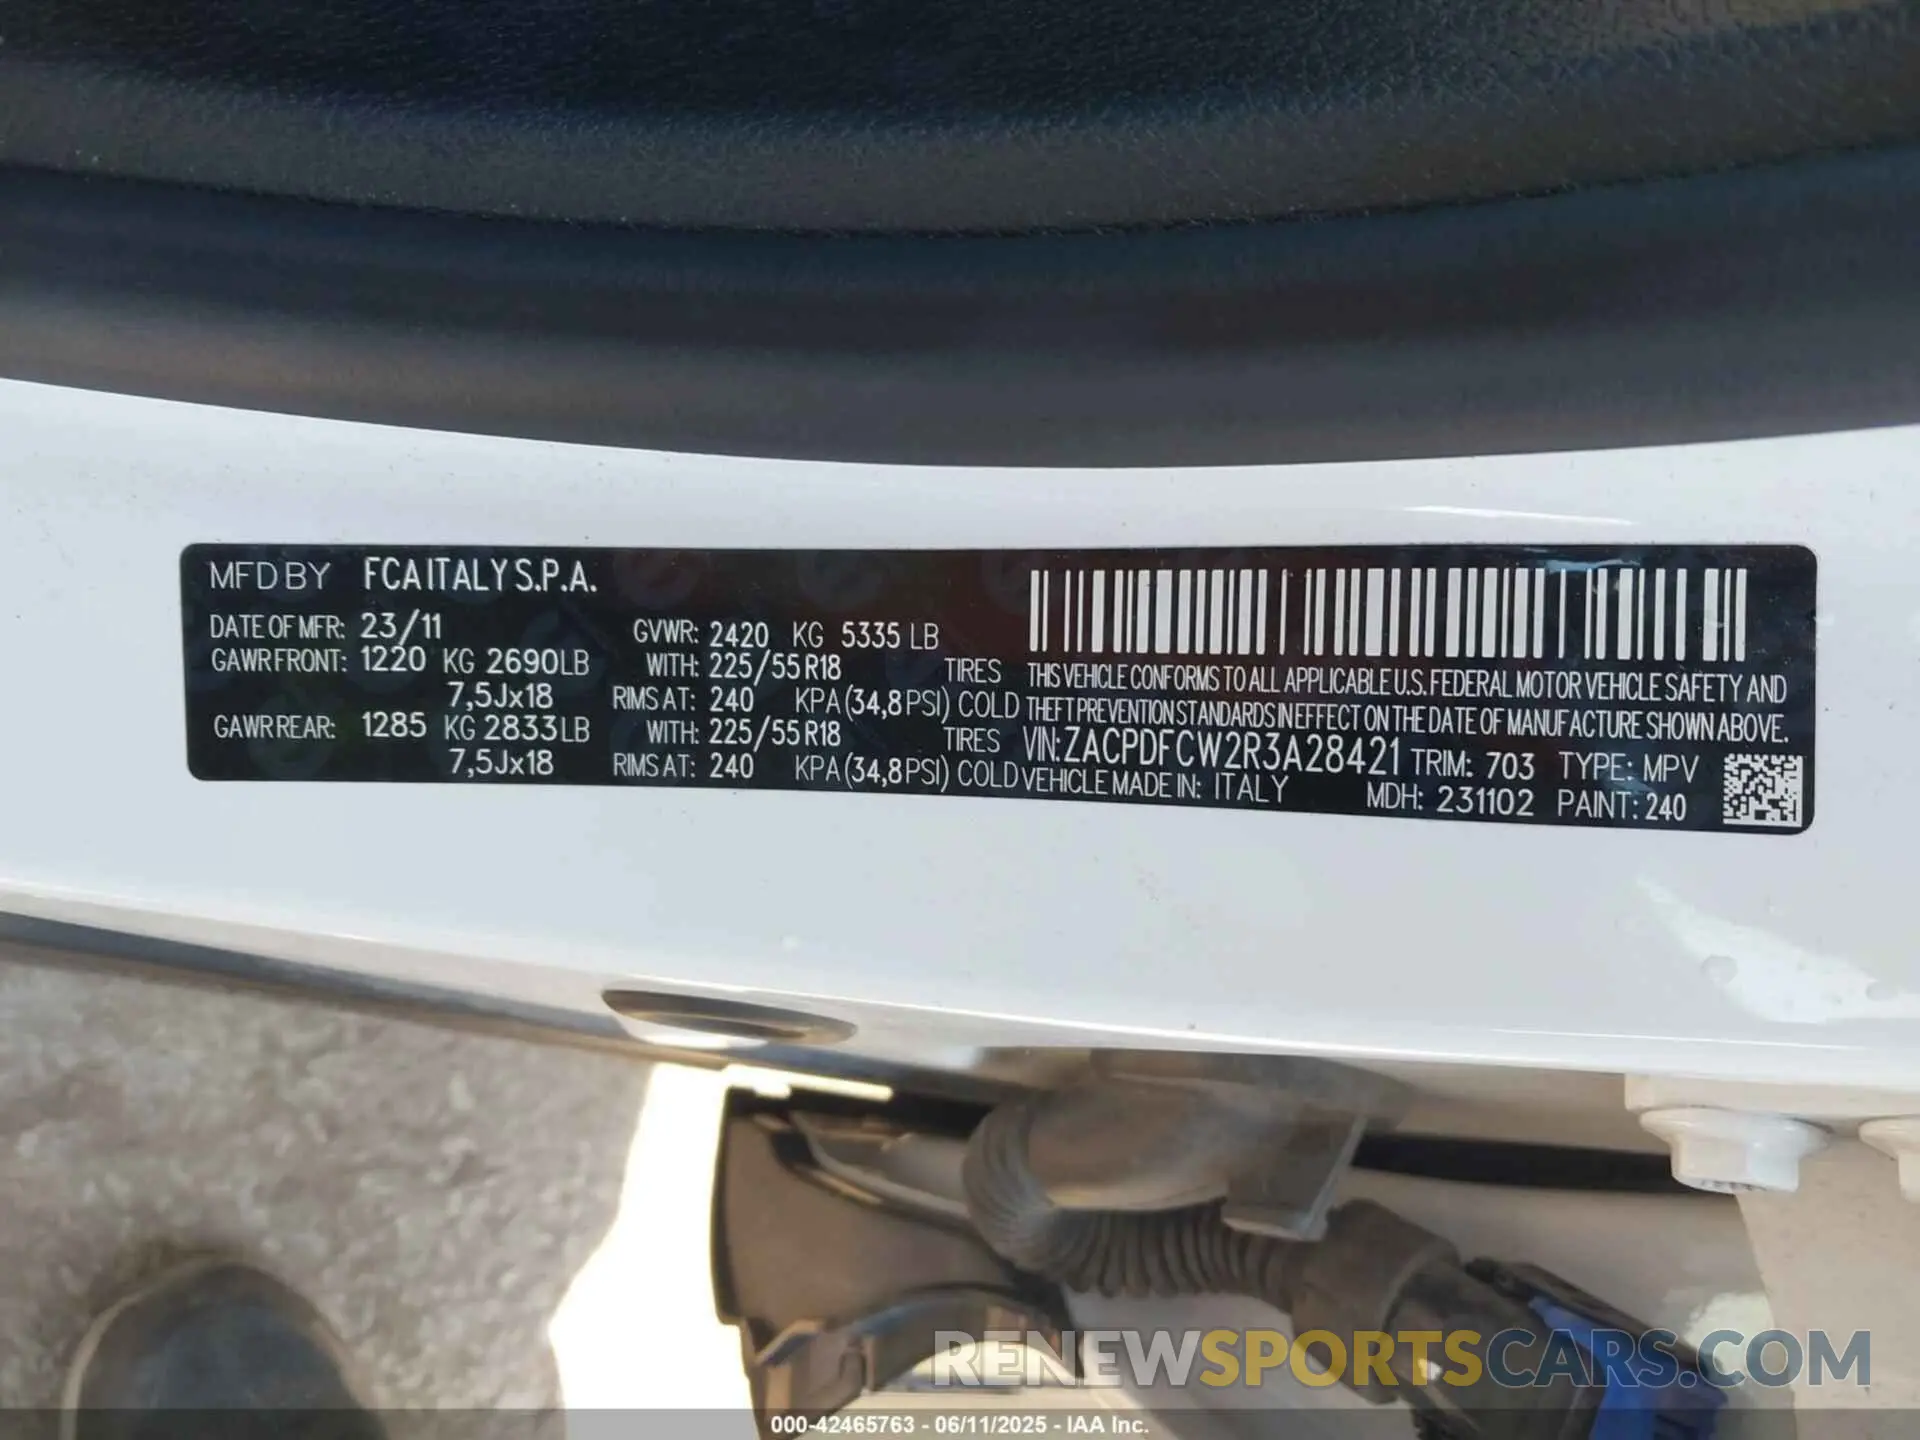 MFD BY FCA ITALY S.P.A.
DATE OF MFR: 23/11 GVWR: 2420 KG 5335 LB
GAWR FRONT: 1220 KG 2690LB WITH: 225/55 R18 TIRES
7,5Jx18 RIMS AT: 240 KPA (34,8 PSI) COLD
GAWR REAR: 1285 KG 2833LB WITH: 225/55 R18 TIRES
7,5Jx18 RIMS AT: 240 KPA (34,8 PSI) COLD
THIS VEHICLE CONFORMS TO ALL APPLICABLE U.S. FEDERAL MOTOR VEHICLE SAFETY AND
THEFT PREVENTION STANDARDS IN EFFECT ON THE DATE OF MANUFACTURE SHOWN ABOVE.
VIN: ZACPDFCW2R3A28421 TRIM: 703 TYPE: MPV
VEHICLE MADE IN: ITALY MDH: 231102 PAINT: 240
RENEWSPORTSCARS.COM
000-42465763 - 06/11/2025 - IAA Inc.